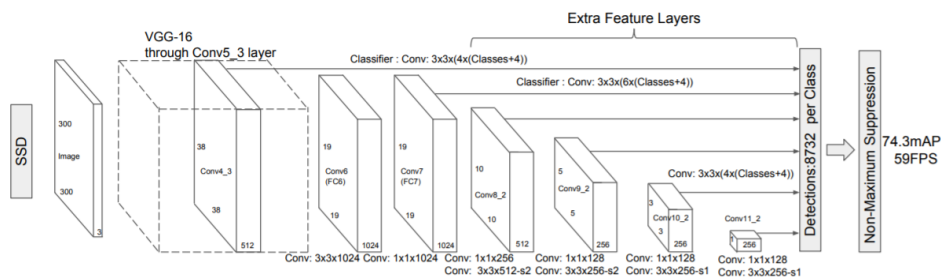 Extra Feature Layers
VGG-16
through Conv5_3 layer
Classifier : Conv: 3x3x(4x(Classes+4))
Classifier : Conv: 3x3x(6x(Classes+4))
SSD
300
Image
300
3
38
Conv4_3
38
512
19
Conv6
(FC6)
19
1024
19
Conv7
(FC7)
19
1024
10
Conv8_2
10
512
5
Conv9_2
5
256
Conv: 3x3x(4x(Classes+4))
3
Conv10_2
3
256
Conv11_2
1
256
Detections:8732 per Class
Non-Maximum Suppression
74.3mAP
59FPS
Conv: 3x3x1024
Conv: 1x1x1024
Conv: 1x1x256
Conv: 3x3x512-s2
Conv: 1x1x128
Conv: 3x3x256-s2
Conv: 1x1x128
Conv: 3x3x256-s1
Conv: 1x1x128
Conv: 3x3x256-s1